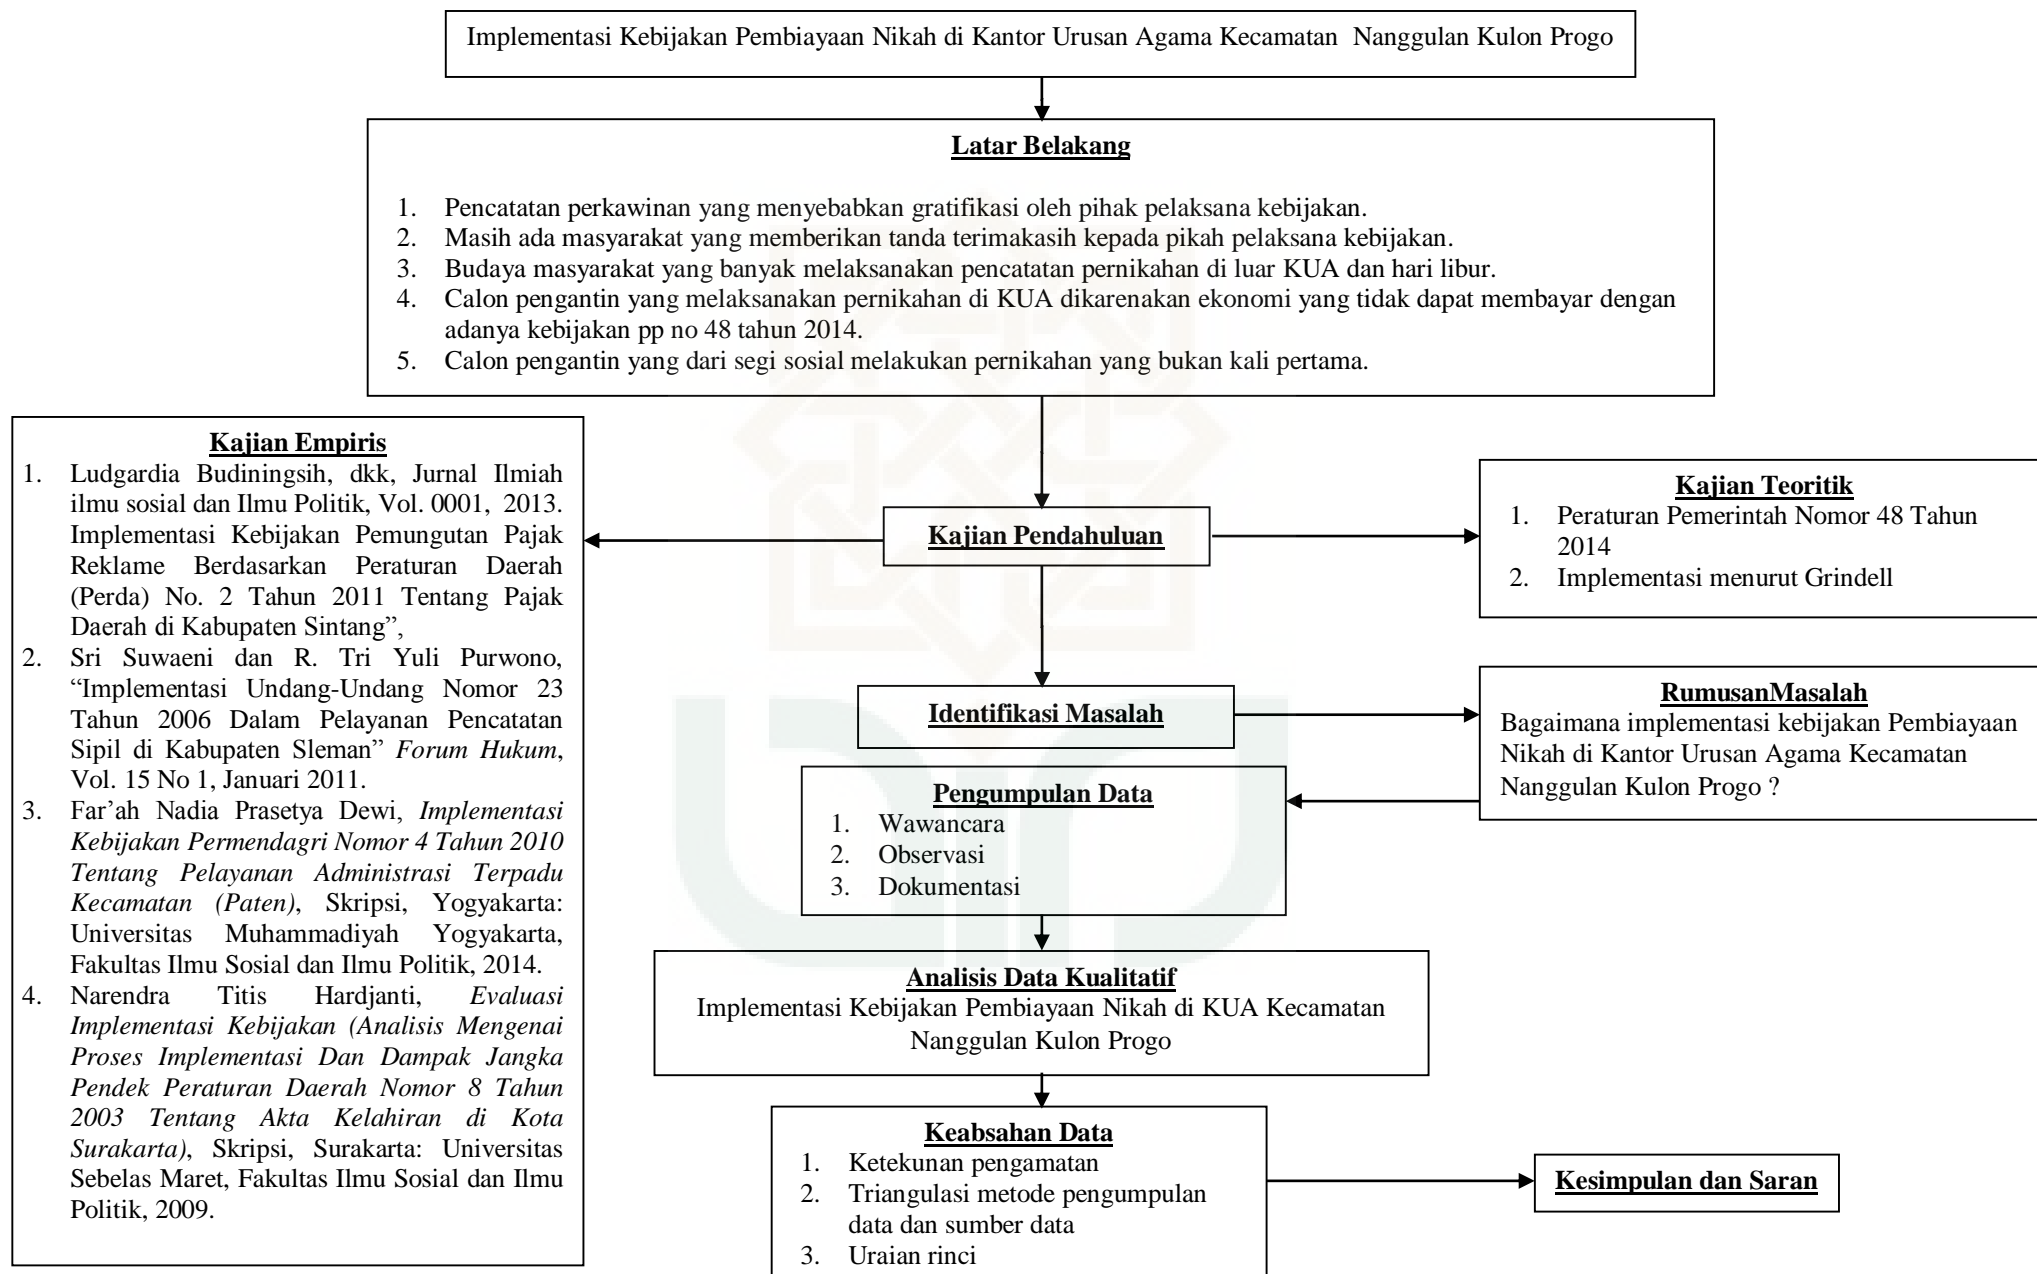 Implementasi Kebijakan Pembiayaan Nikah di Kantor Urusan Agama Kecamatan Nanggulan Kulon Progo
Latar Belakang
1. Pencatatan perkawinan yang menyebabkan gratifikasi oleh pihak pelaksana kebijakan.
2. Masih ada masyarakat yang memberikan tanda terimakasih kepada pikah pelaksana kebijakan.
3. Budaya masyarakat yang banyak melaksanakan pencatatan pernikahan di luar KUA dan hari libur.
4. Calon pengantin yang melaksanakan pernikahan di KUA dikarenakan ekonomi yang tidak dapat membayar dengan
adanya kebijakan pp no 48 tahun 2014.
5. Calon pengantin yang dari segi sosial melakukan pernikahan yang bukan kali pertama.
Kajian Empiris
1. Ludgardia Budiningsih, dkk, Jurnal Ilmiah
ilmu sosial dan Ilmu Politik, Vol. 0001, 2013.
Implementasi Kebijakan Pemungutan Pajak
Reklame Berdasarkan Peraturan Daerah
(Perda) No. 2 Tahun 2011 Tentang Pajak
Daerah di Kabupaten Sintang”,
2. Sri Suwaeni dan R. Tri Yuli Purwono,
“Implementasi Undang-Undang Nomor 23
Tahun 2006 Dalam Pelayanan Pencatatan
Sipil di Kabupaten Sleman” Forum Hukum,
Vol. 15 No 1, Januari 2011.
3. Far’ah Nadia Prasetya Dewi, Implementasi
Kebijakan Permendagri Nomor 4 Tahun 2010
Tentang Pelayanan Administrasi Terpadu
Kecamatan (Paten), Skripsi, Yogyakarta:
Universitas Muhammadiyah Yogyakarta,
Fakultas Ilmu Sosial dan Ilmu Politik, 2014.
4. Narendra Titis Hardjanti, Evaluasi
Implementasi Kebijakan (Analisis Mengenai
Proses Implementasi Dan Dampak Jangka
Pendek Peraturan Daerah Nomor 8 Tahun
2003 Tentang Akta Kelahiran di Kota
Surakarta), Skripsi, Surakarta: Universitas
Sebelas Maret, Fakultas Ilmu Sosial dan Ilmu
Politik, 2009.
Kajian Pendahuluan
Kajian Teoritik
1. Peraturan Pemerintah Nomor 48 Tahun
2014
2. Implementasi menurut Grindell
Identifikasi Masalah
RumusanMasalah
Bagaimana implementasi kebijakan Pembiayaan
Nikah di Kantor Urusan Agama Kecamatan
Nanggulan Kulon Progo ?
Pengumpulan Data
1. Wawancara
2. Observasi
3. Dokumentasi
Analisis Data Kualitatif
Implementasi Kebijakan Pembiayaan Nikah di KUA Kecamatan
Nanggulan Kulon Progo
Keabsahan Data
1. Ketekunan pengamatan
2. Triangulasi metode pengumpulan
data dan sumber data
3. Uraian rinci
Kesimpulan dan Saran